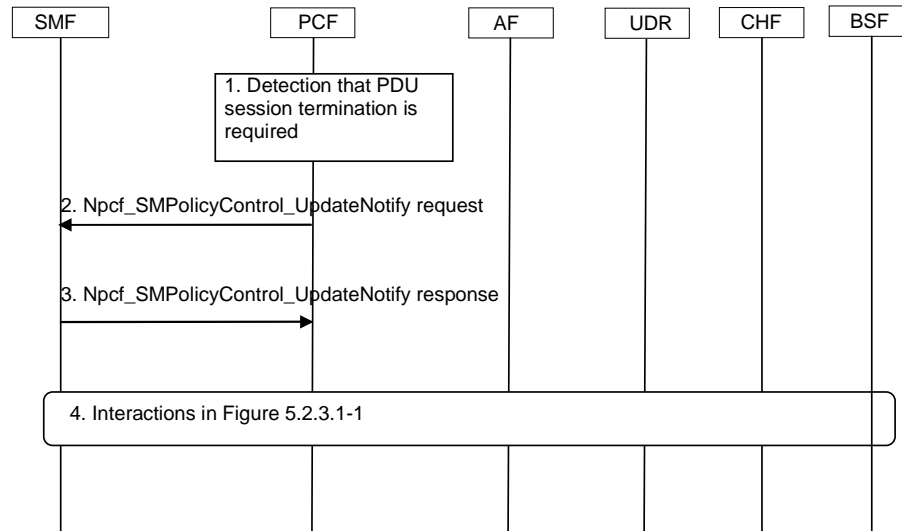 SMF PCF AF UDR CHF BSF
1. Detection that PDU
session termination is
required
2. Npcf_SMPolicyControl_UpdateNotify request
3. Npcf_SMPolicyControl_UpdateNotify response
4. Interactions in Figure 5.2.3.1-1